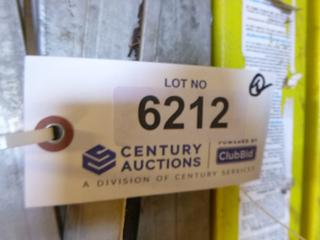 LOT NO
6212
CENTURY AUCTIONS
POWERED BY
ClubBid
A DIVISION OF CENTURY SERVICES